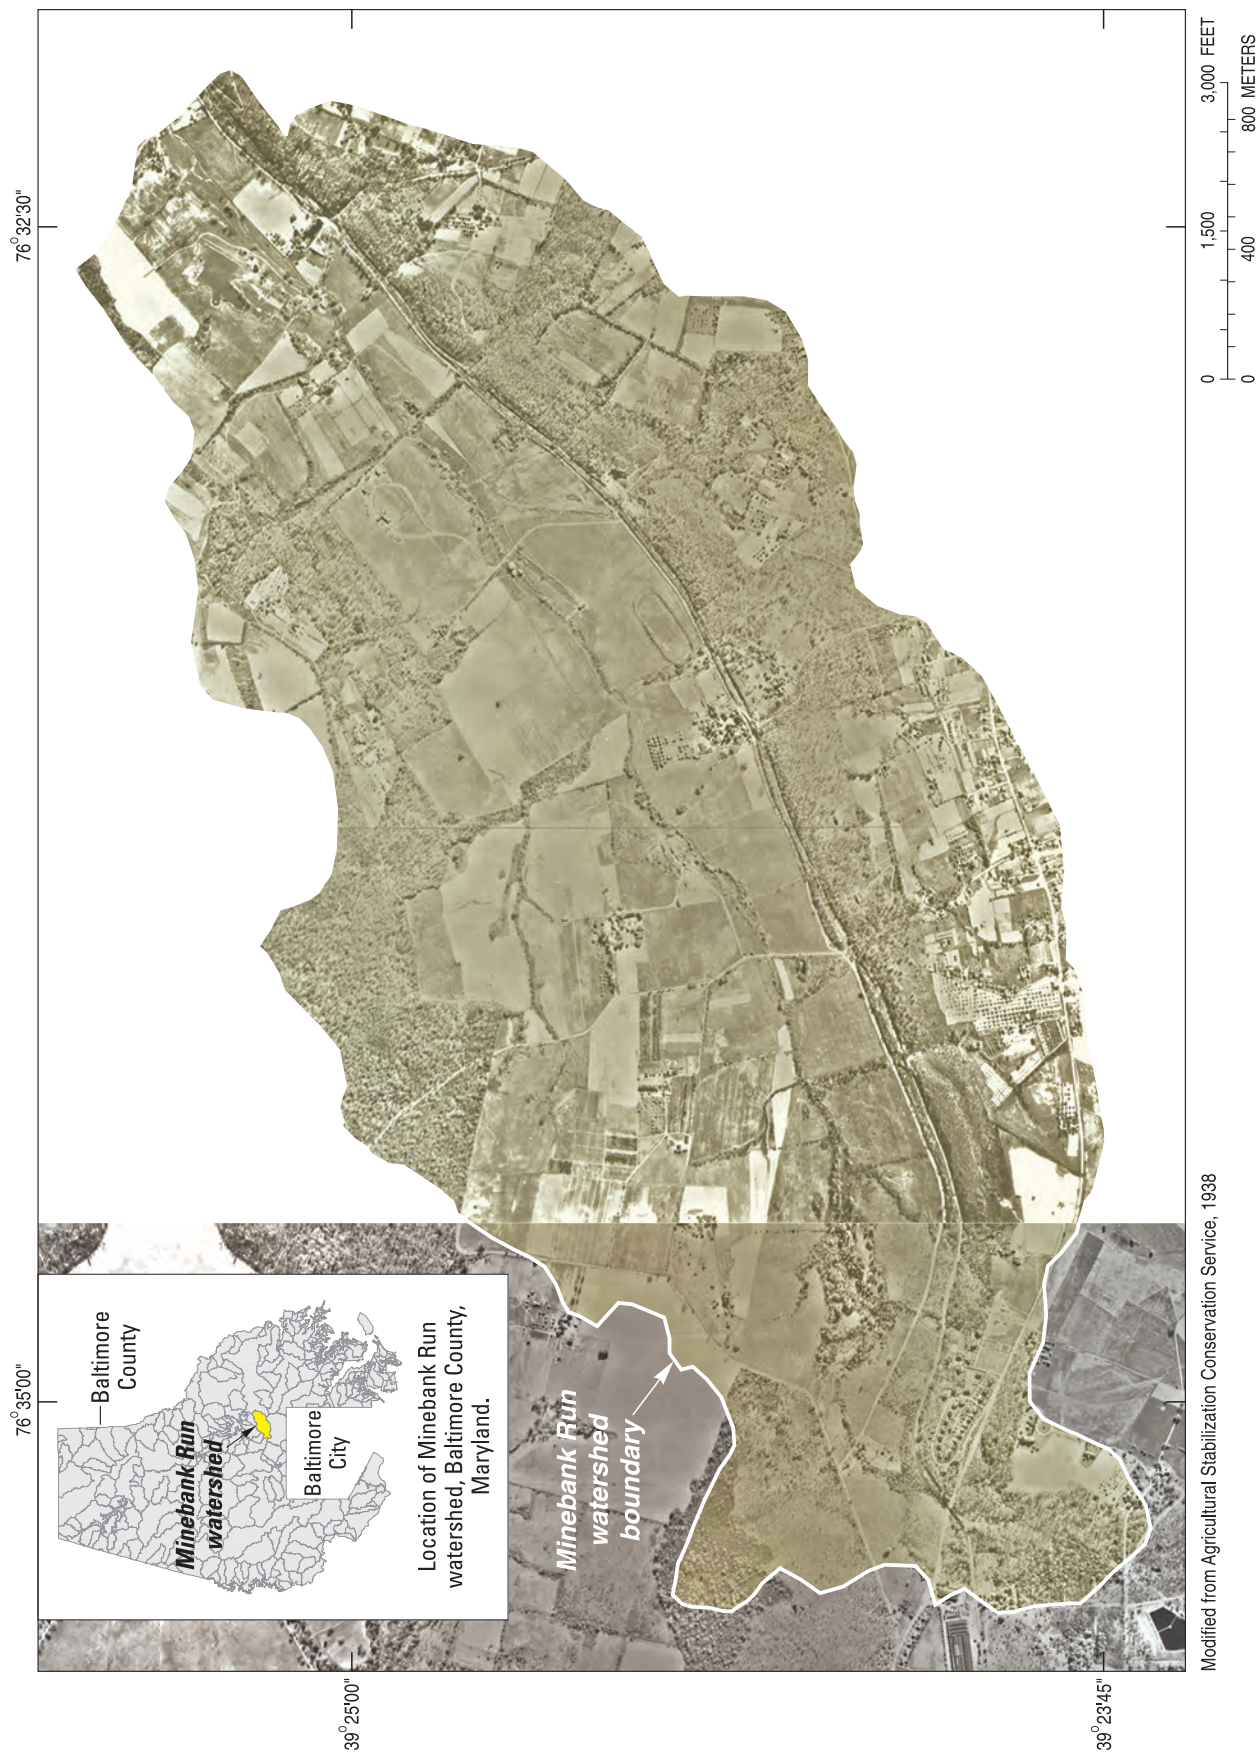 76°35'00"
76°32'30"
39°25'00"
39°23'45"
Baltimore
County
Minebank Run
watershed
Baltimore
City
Location of Minebank Run
watershed, Baltimore County,
Maryland.
Minebank Run
watershed
boundary
Modified from Agricultural Stabilization Conservation Service, 1938
0 1,500 3,000 FEET
0 400 800 METERS